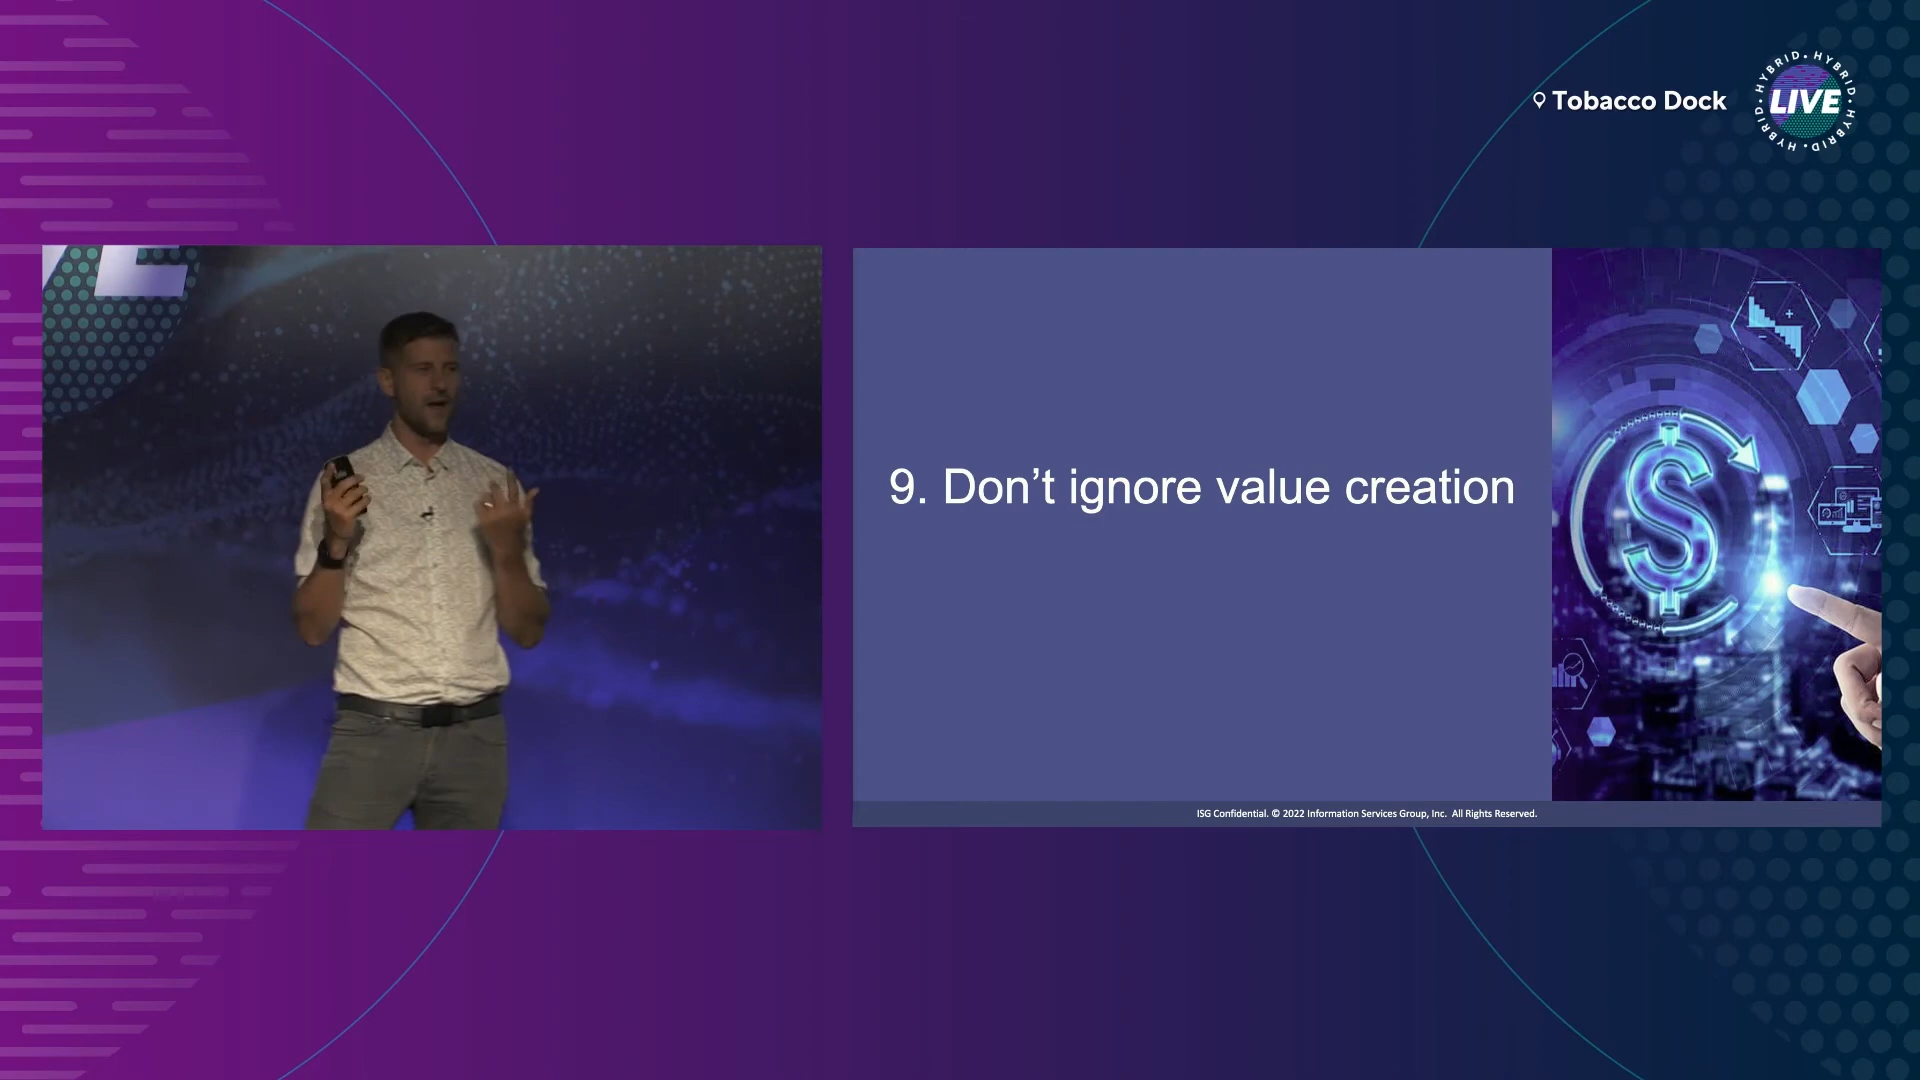 Tobacco Dock
HYBRID • HYBRID • HYBRID • HYBRID •
LIVE
E
9. Don’t ignore value creation
ISG Confidential. © 2022 Information Services Group, Inc. All Rights Reserved.